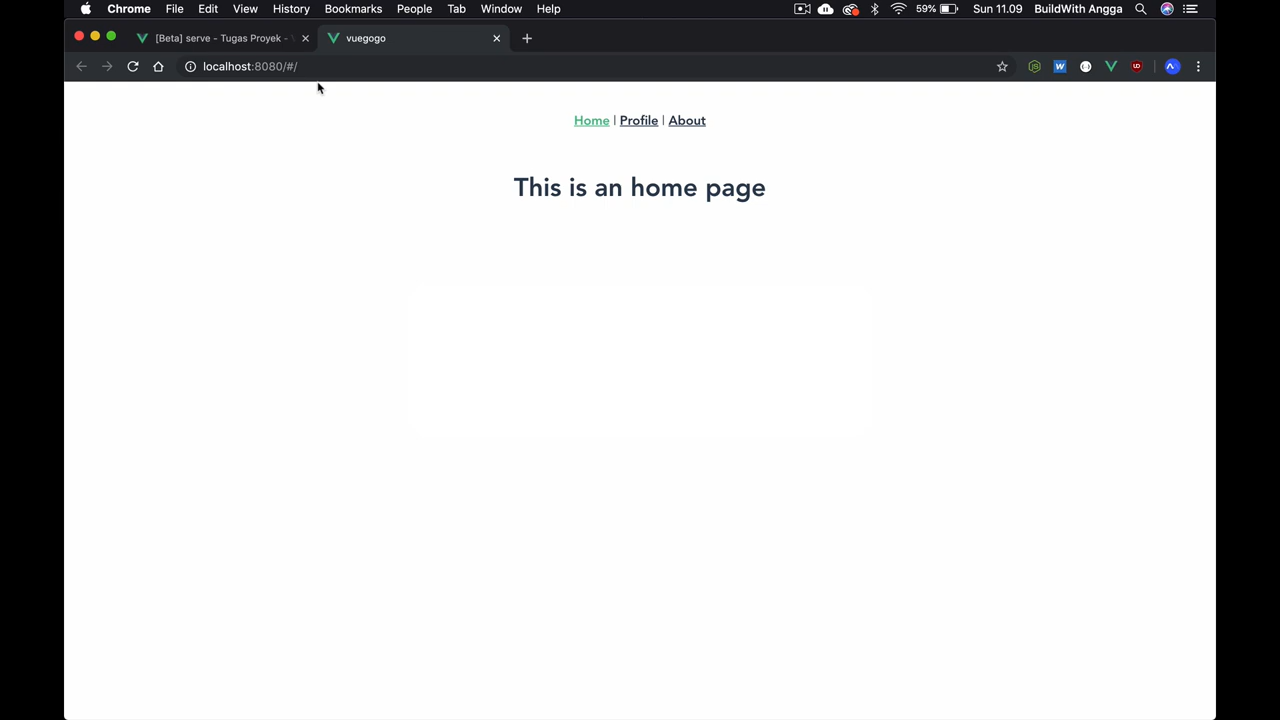 Chrome File Edit View History Bookmarks People Tab Window Help 59% Sun 11.09 BuildWith Angga
[Beta] serve - Tugas Proyek - vuegogo
localhost:8080/#/
Home | Profile | About
This is an home page